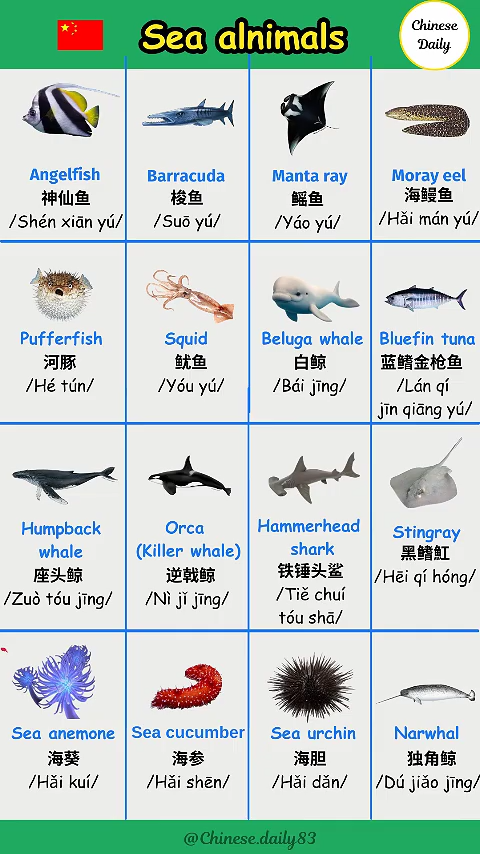 Sea alnimals
Chinese
Daily
Angelfish
神仙鱼
/Shén xiān yú/
Barracuda
梭鱼
/Suō yú/
Manta ray
鳐鱼
/Yáo yú/
Moray eel
海鳗鱼
/Hǎi mán yú/
Pufferfish
河豚
/Hé tún/
Squid
鱿鱼
/Yóu yú/
Beluga whale
白鲸
/Bái jīng/
Bluefin tuna
蓝鳍金枪鱼
/Lán qí
jīn qiāng yú/
Humpback
whale
座头鲸
/Zuò tóu jīng/
Orca
(Killer whale)
逆戟鲸
/Nì jǐ jīng/
Hammerhead
shark
铁锤头鲨
/Tiě chuí
tóu shā/
Stingray
黑鳍魟
/Hēi qí hóng/
Sea anemone
海葵
/Hǎi kuí/
Sea cucumber
海参
/Hǎi shēn/
Sea urchin
海胆
/Hǎi dǎn/
Narwhal
独角鲸
/Dú jiǎo jīng/
@Chinese.daily83